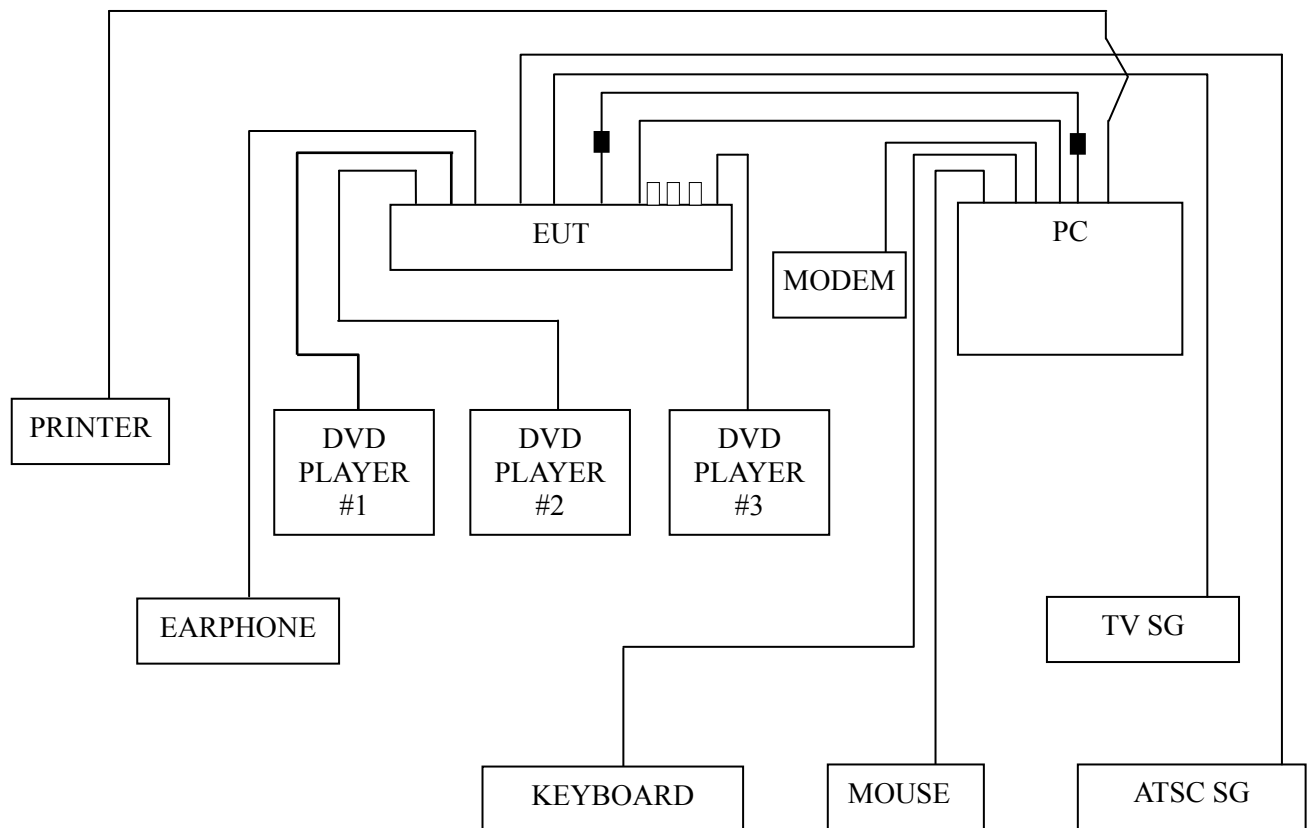 EUT
PC
MODEM
PRINTER
DVD
PLAYER
#1
DVD
PLAYER
#2
DVD
PLAYER
#3
EARPHONE
TV SG
KEYBOARD
MOUSE
ATSC SG